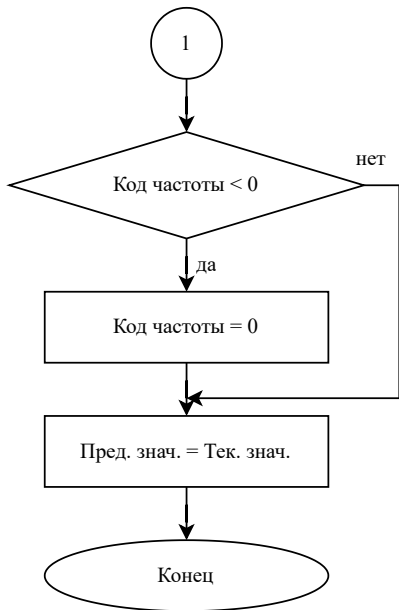 1
Код частоты < 0
нет
да
Код частоты = 0
Пред. знач. = Тек. знач.
Конец